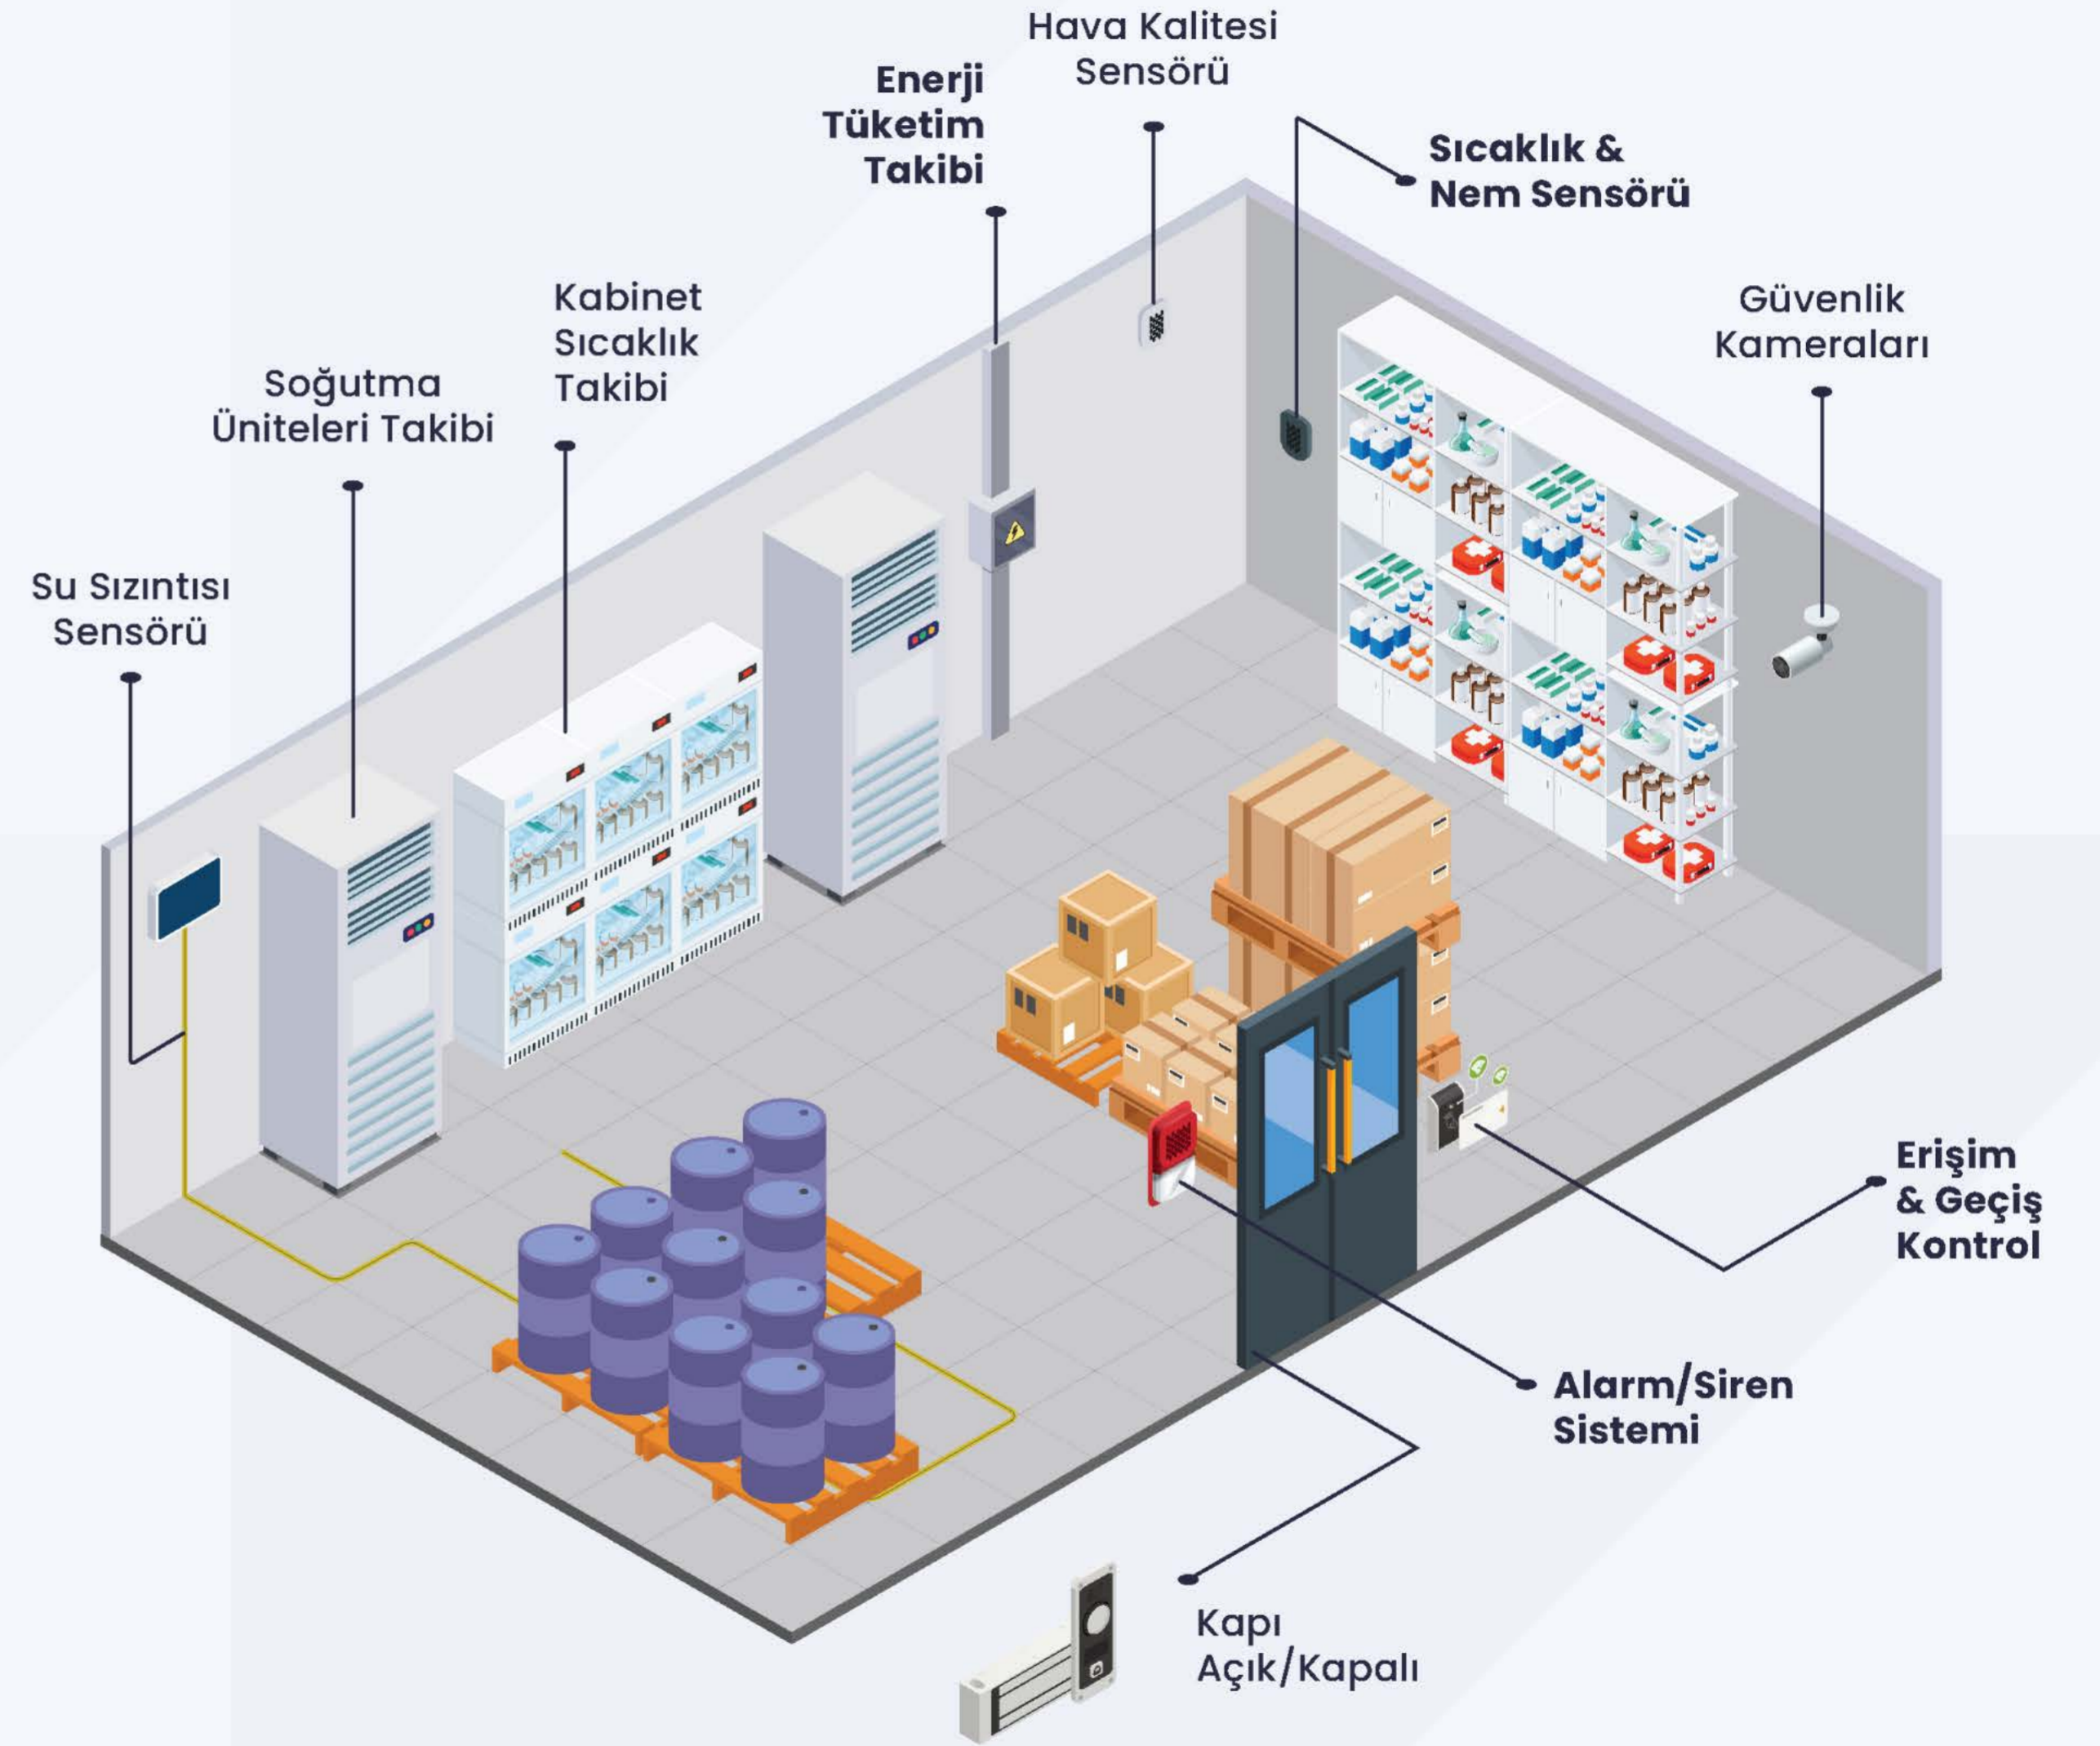 Hava Kalitesi
Sensörü
Enerji
Tüketim
Takibi
Sıcaklık &
Nem Sensörü
Kabinet
Sıcaklık
Takibi
Güvenlik
Kameraları
Soğutma
Üniteleri Takibi
Su Sızıntısı
Sensörü
Erişim
& Geçiş
Kontrol
Alarm/Siren
Sistemi
Kapı
Açık/Kapalı